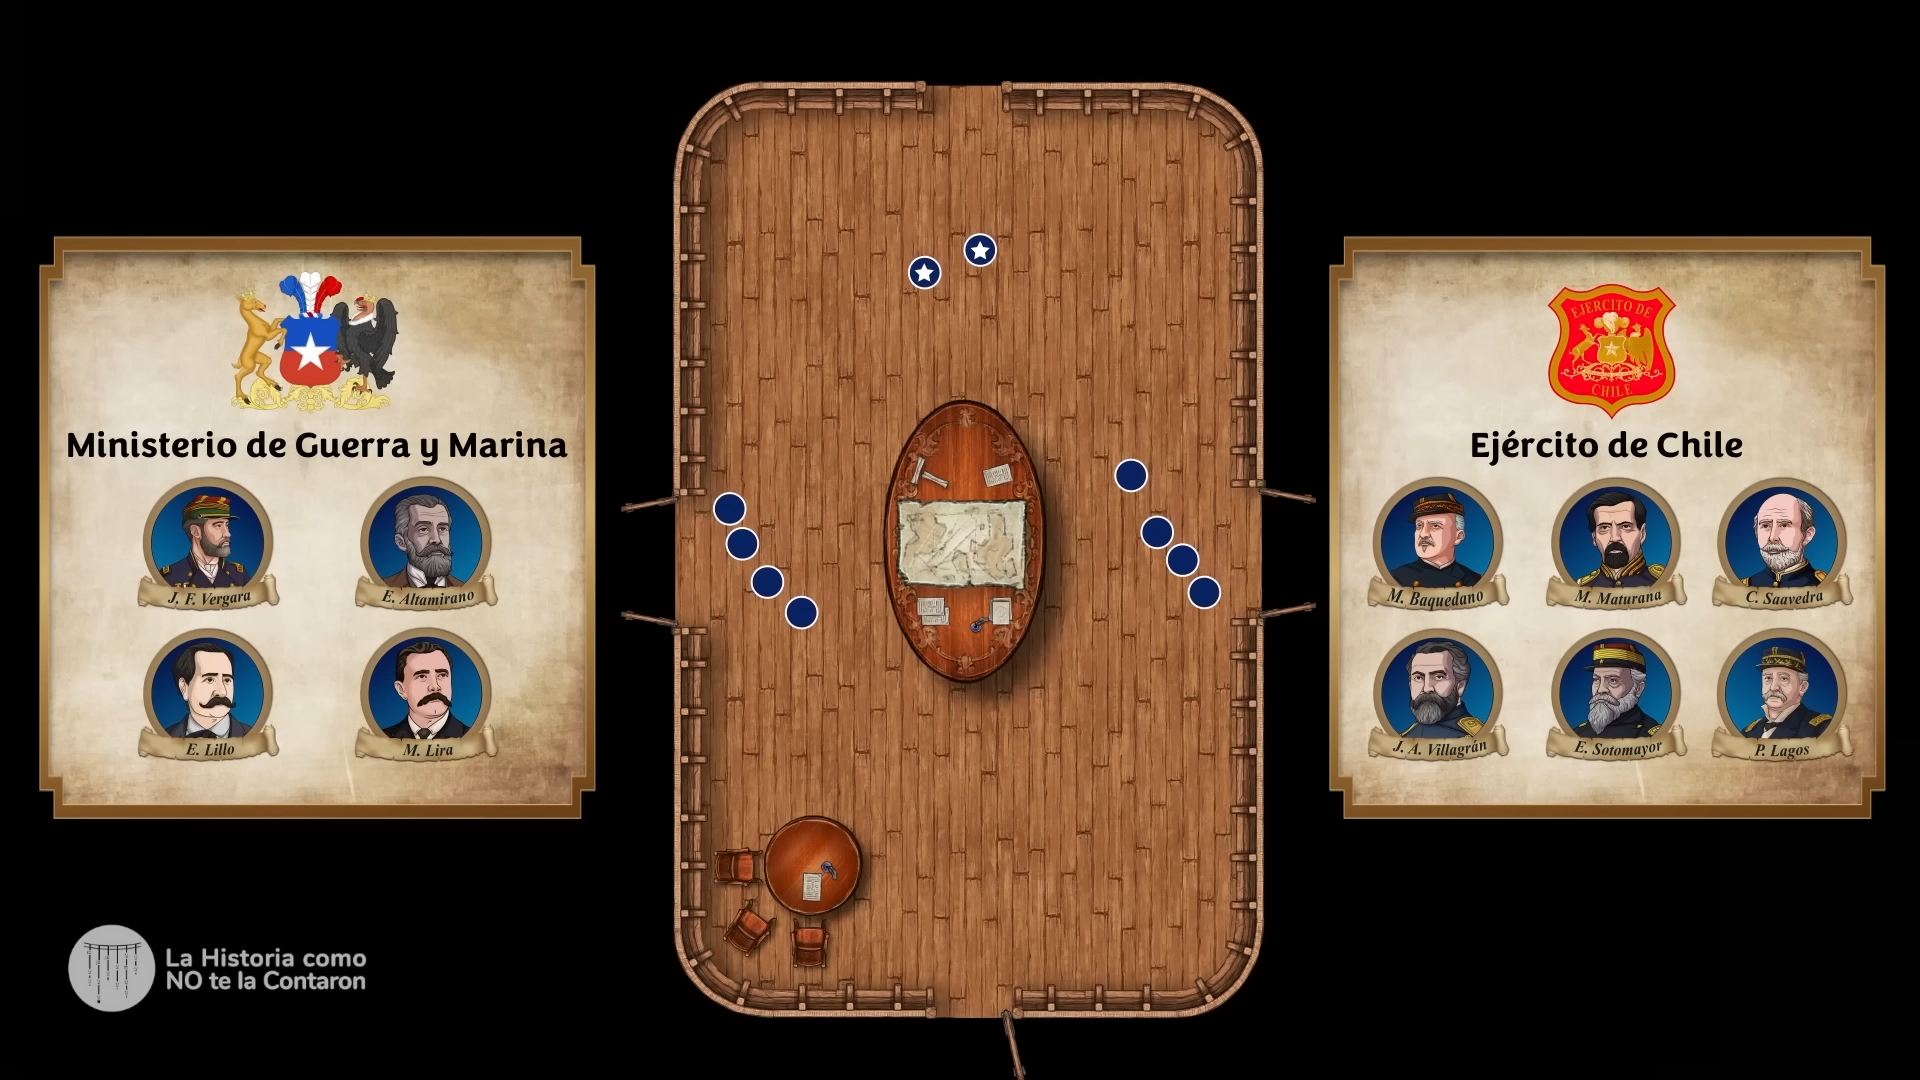 Ministerio de Guerra y Marina
J. F. Vergara
E. Altamirano
E. Lillo
M. Lira
EJERCITO DE
CHILE
Ejército de Chile
M. Baquedano
M. Maturana
C. Saavedra
J. A. Villagrán
E. Sotomayor
P. Lagos
La Historia como
NO te la Contaron